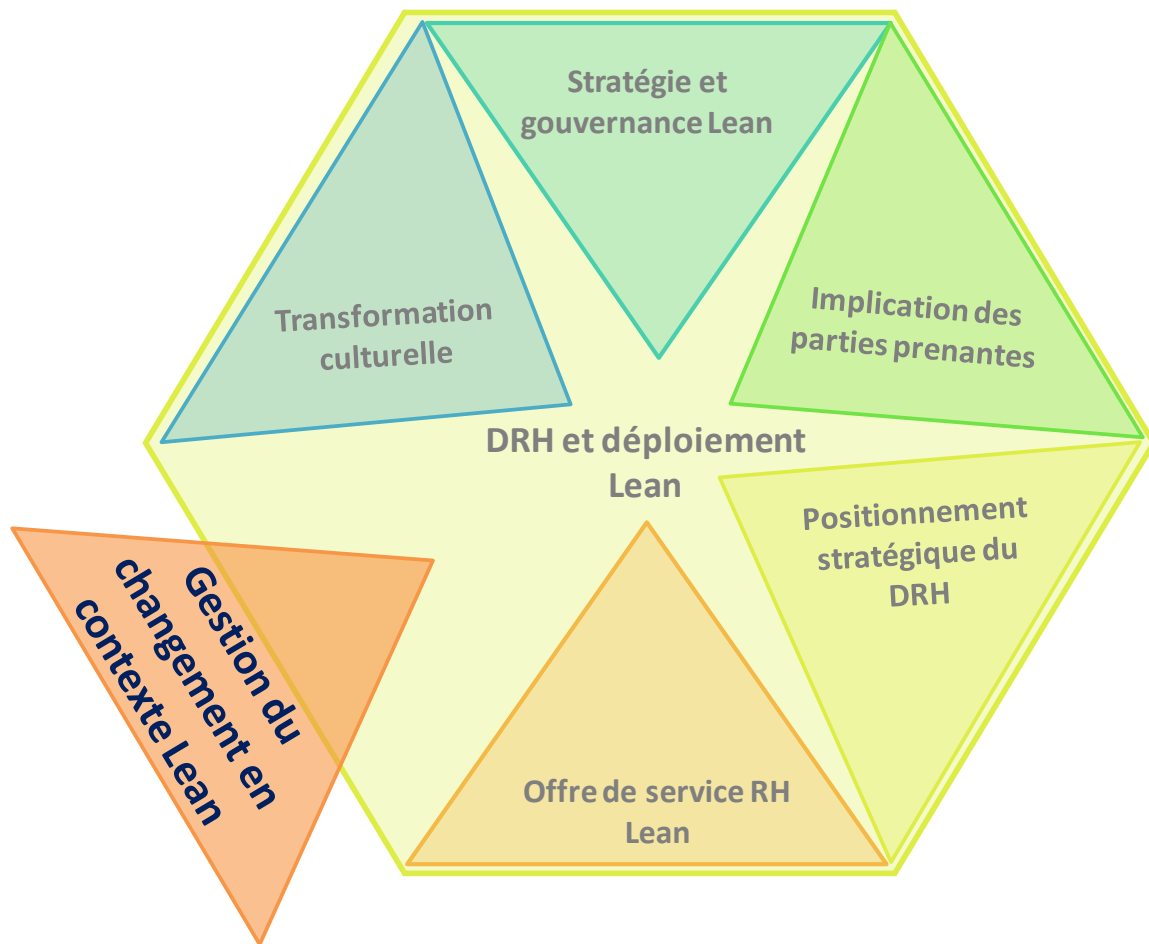 Stratégie et
gouvernance Lean
Implication des
parties prenantes
Transformation
culturelle
DRH et déploiement
Lean
Positionnement
stratégique du
DRH
Gestion du
changement en
contexte Lean
Offre de service RH
Lean